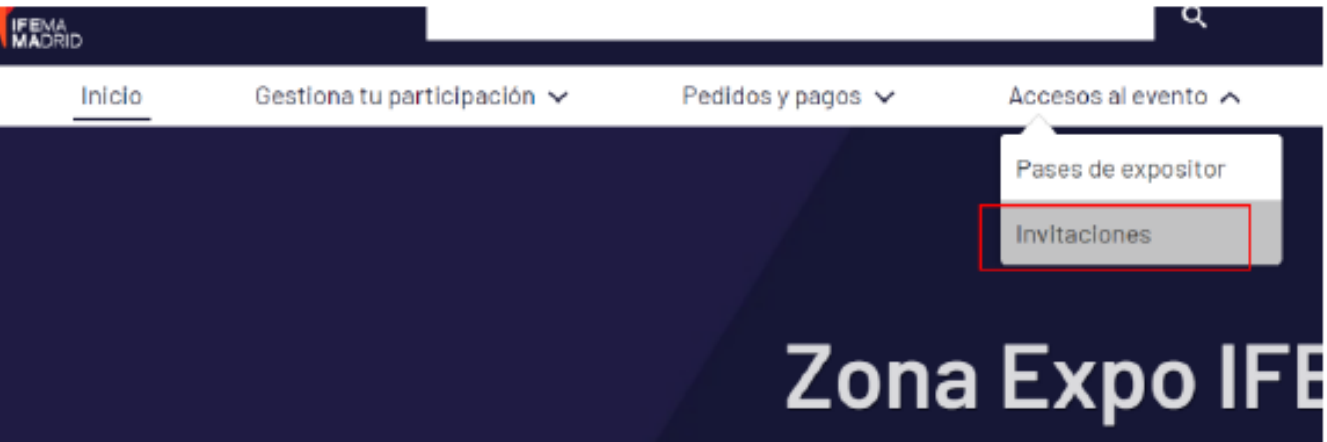 IFEMA
MADRID
Inicio Gestiona tu participación Pedidos y pagos Accesos al evento
Pases de expositor
Invitaciones
Zona Expo IFE